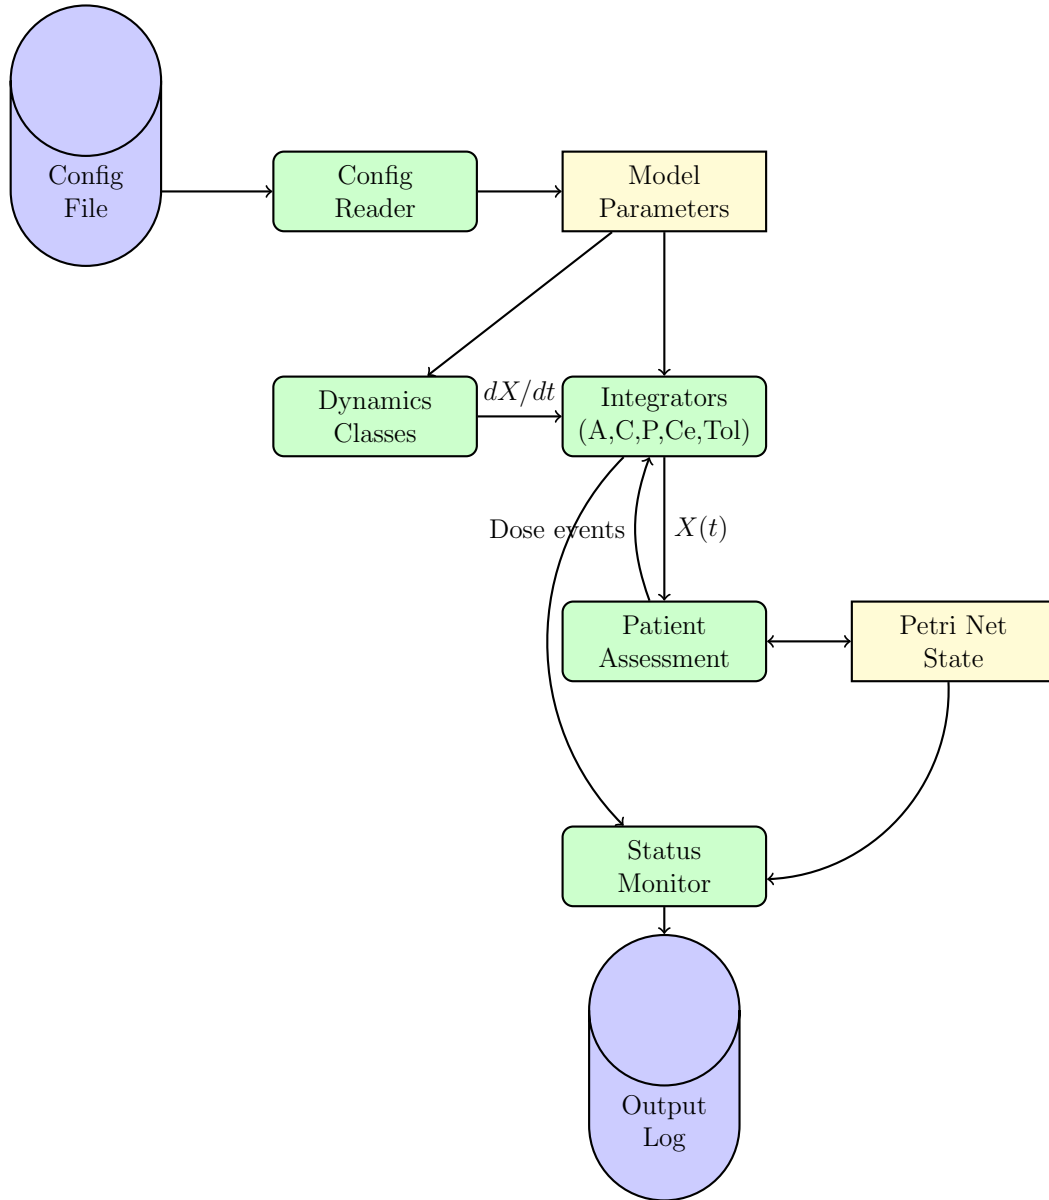 Config
File
Config
Reader
Model
Parameters
Dynamics
Classes
dX/dt
Integrators
(A,C,P,Ce,Tol)
Dose events
X(t)
Patient
Assessment
Petri Net
State
Status
Monitor
Output
Log